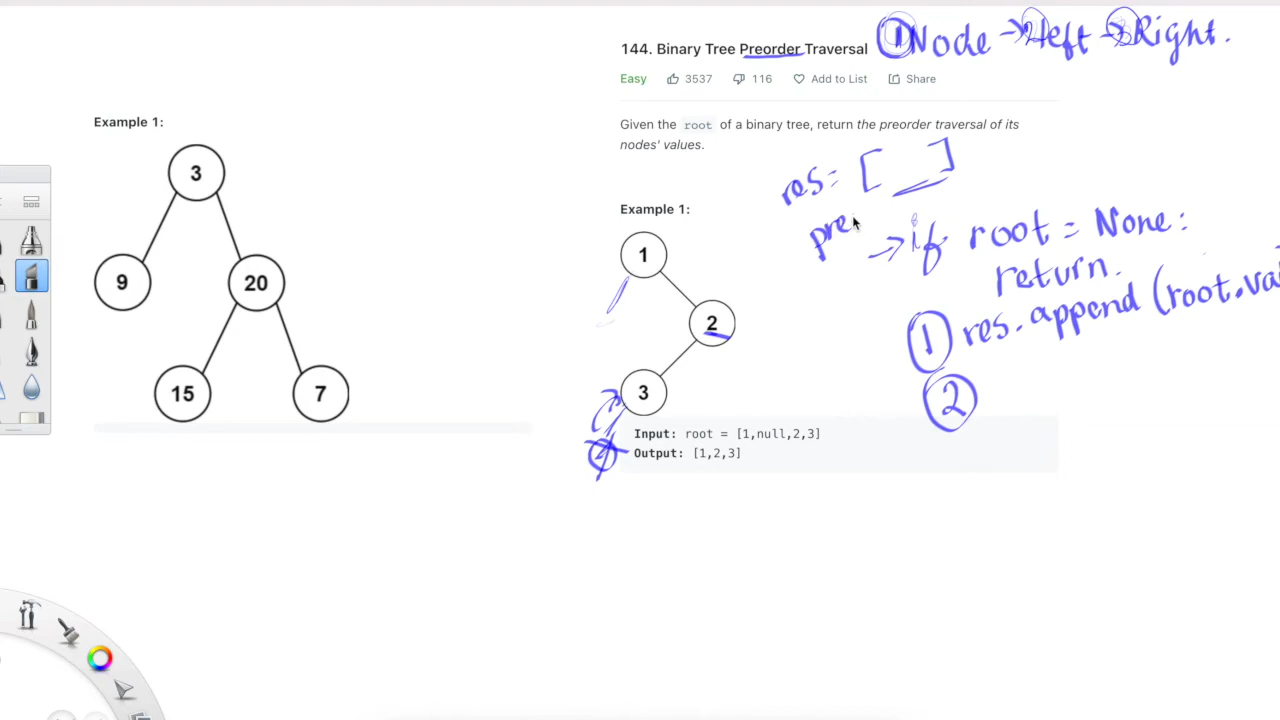 144. Binary Tree Preorder Traversal
① Node → ② left → ③ Right.
Easy 3537 116 Add to List Share
Example 1:
3
9 20
15 7
Given the root of a binary tree, return the preorder traversal of its
nodes' values.
res = [ __ ]
Example 1:
1
2
3
pre
→ if root = None:
return.
① res. append (root.va
②
Input: root = [1,null,2,3]
Output: [1,2,3]